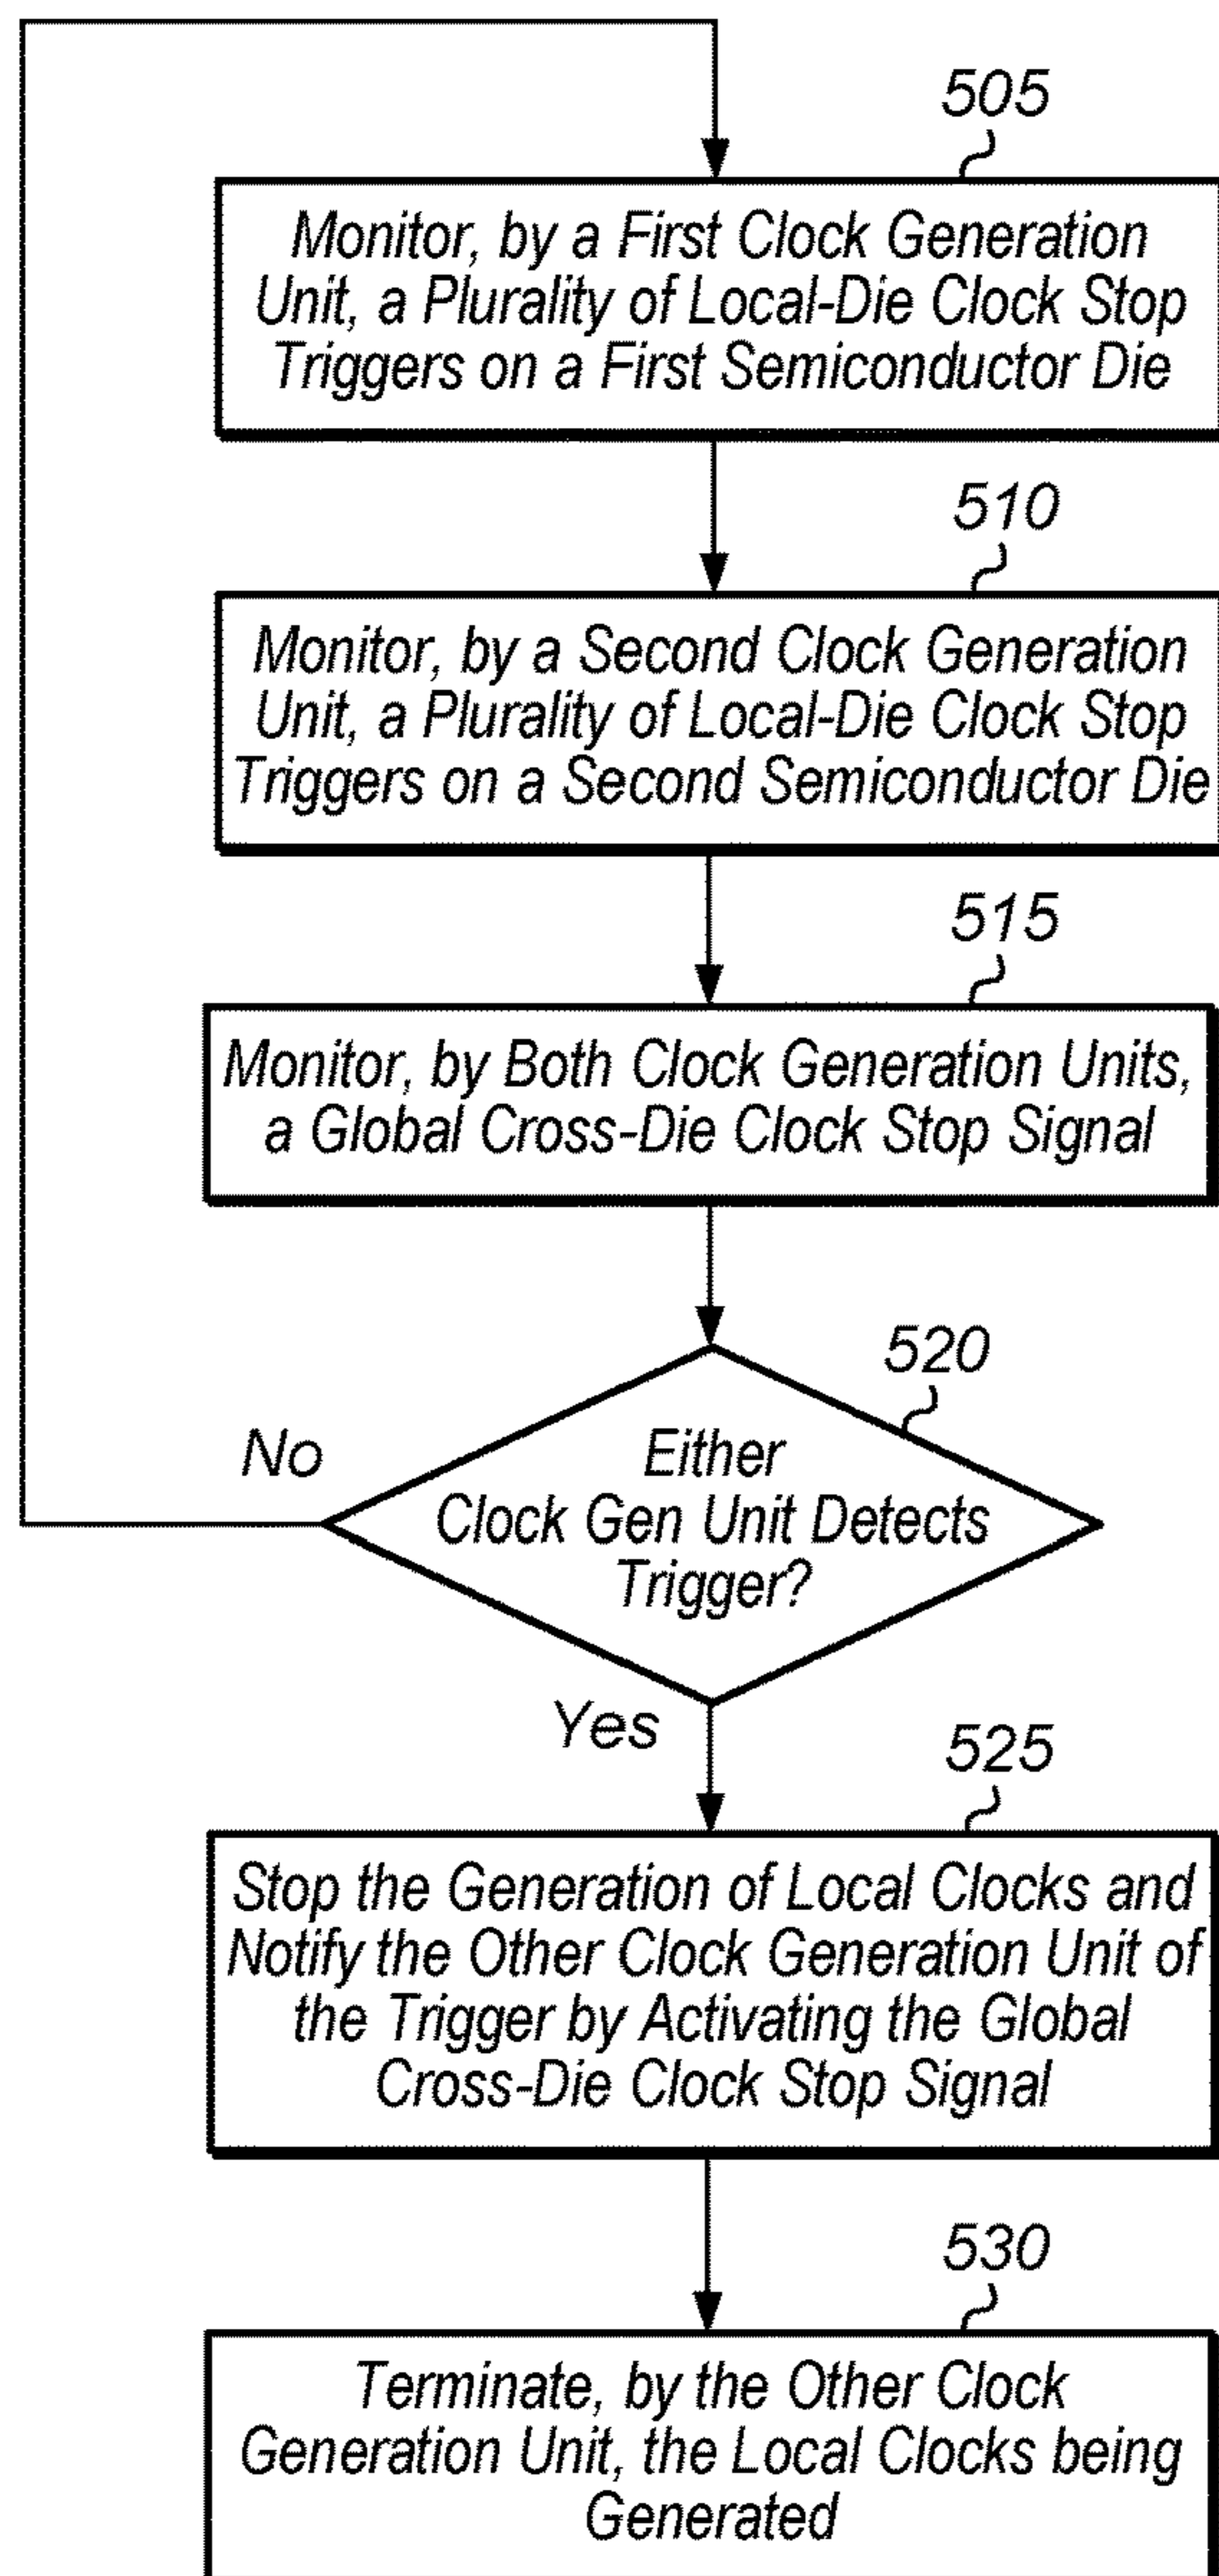 505
Monitor, by a First Clock Generation
Unit, a Plurality of Local-Die Clock Stop
Triggers on a First Semiconductor Die
510
Monitor, by a Second Clock Generation
Unit, a Plurality of Local-Die Clock Stop
Triggers on a Second Semiconductor Die
515
Monitor, by Both Clock Generation Units,
a Global Cross-Die Clock Stop Signal
520
No
Either
Clock Gen Unit Detects
Trigger?
Yes
525
Stop the Generation of Local Clocks and
Notify the Other Clock Generation Unit of
the Trigger by Activating the Global
Cross-Die Clock Stop Signal
530
Terminate, by the Other Clock
Generation Unit, the Local Clocks being
Generated